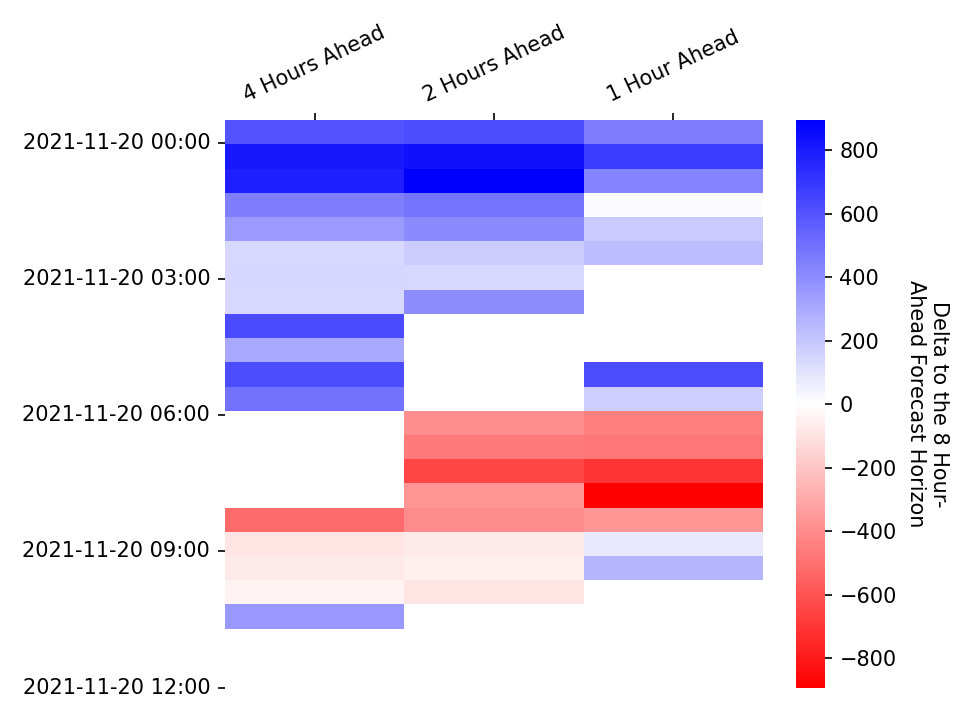 4 Hours Ahead
2 Hours Ahead
1 Hour Ahead
2021-11-20 00:00
2021-11-20 03:00
2021-11-20 06:00
2021-11-20 09:00
2021-11-20 12:00
800
600
400
200
0
−200
−400
−600
−800
Delta to the 8 Hour-
Ahead Forecast Horizon